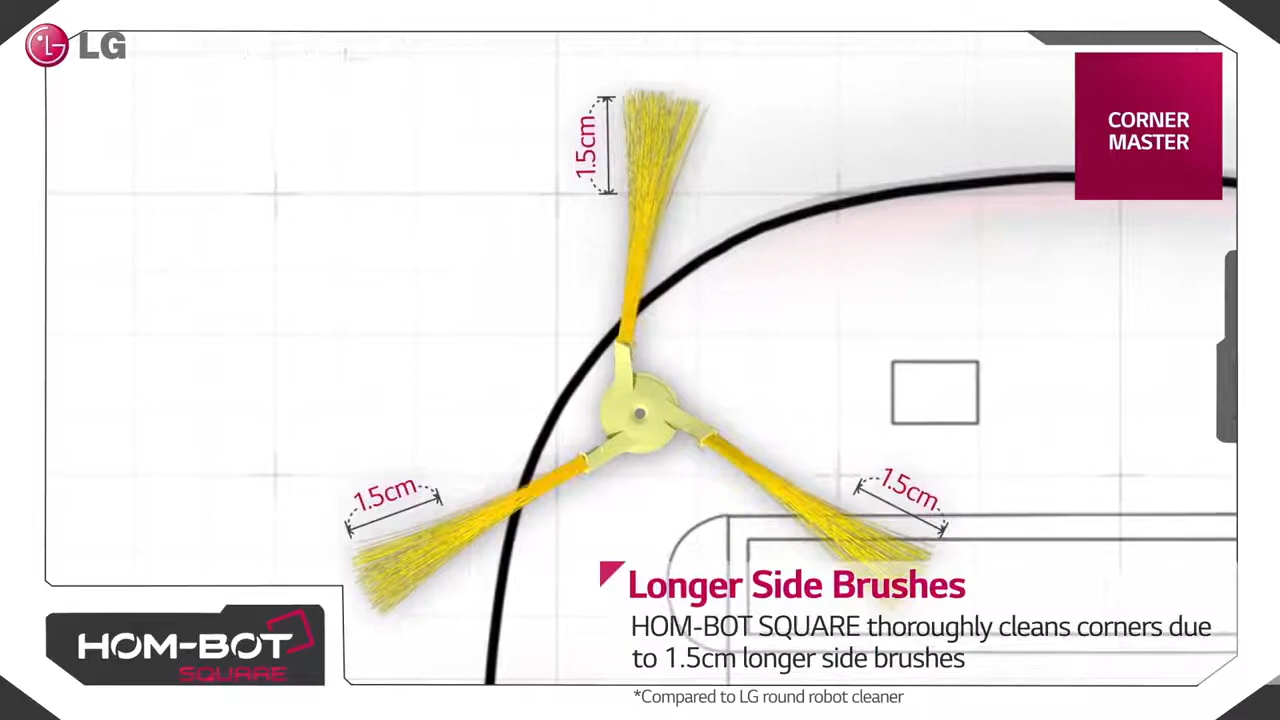 LG
CORNER
MASTER
1.5cm
1.5cm
1.5cm
Longer Side Brushes
HOM-BOT SQUARE thoroughly cleans corners due
to 1.5cm longer side brushes
HOM-BOT
SQUARE
*Compared to LG round robot cleaner